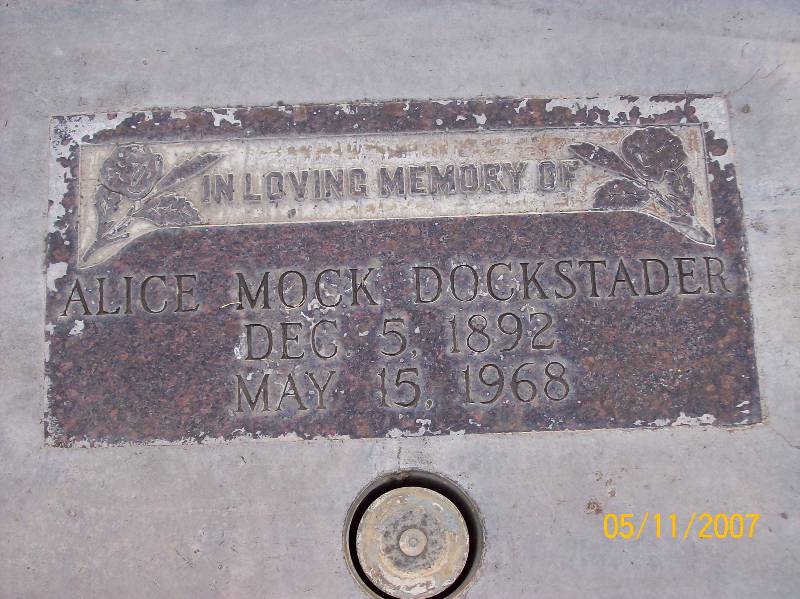 IN LOVING MEMORY OF
ALICE MOCK DOCKSTADER
DEC. 5, 1892
MAY 15, 1968
05/11/2007